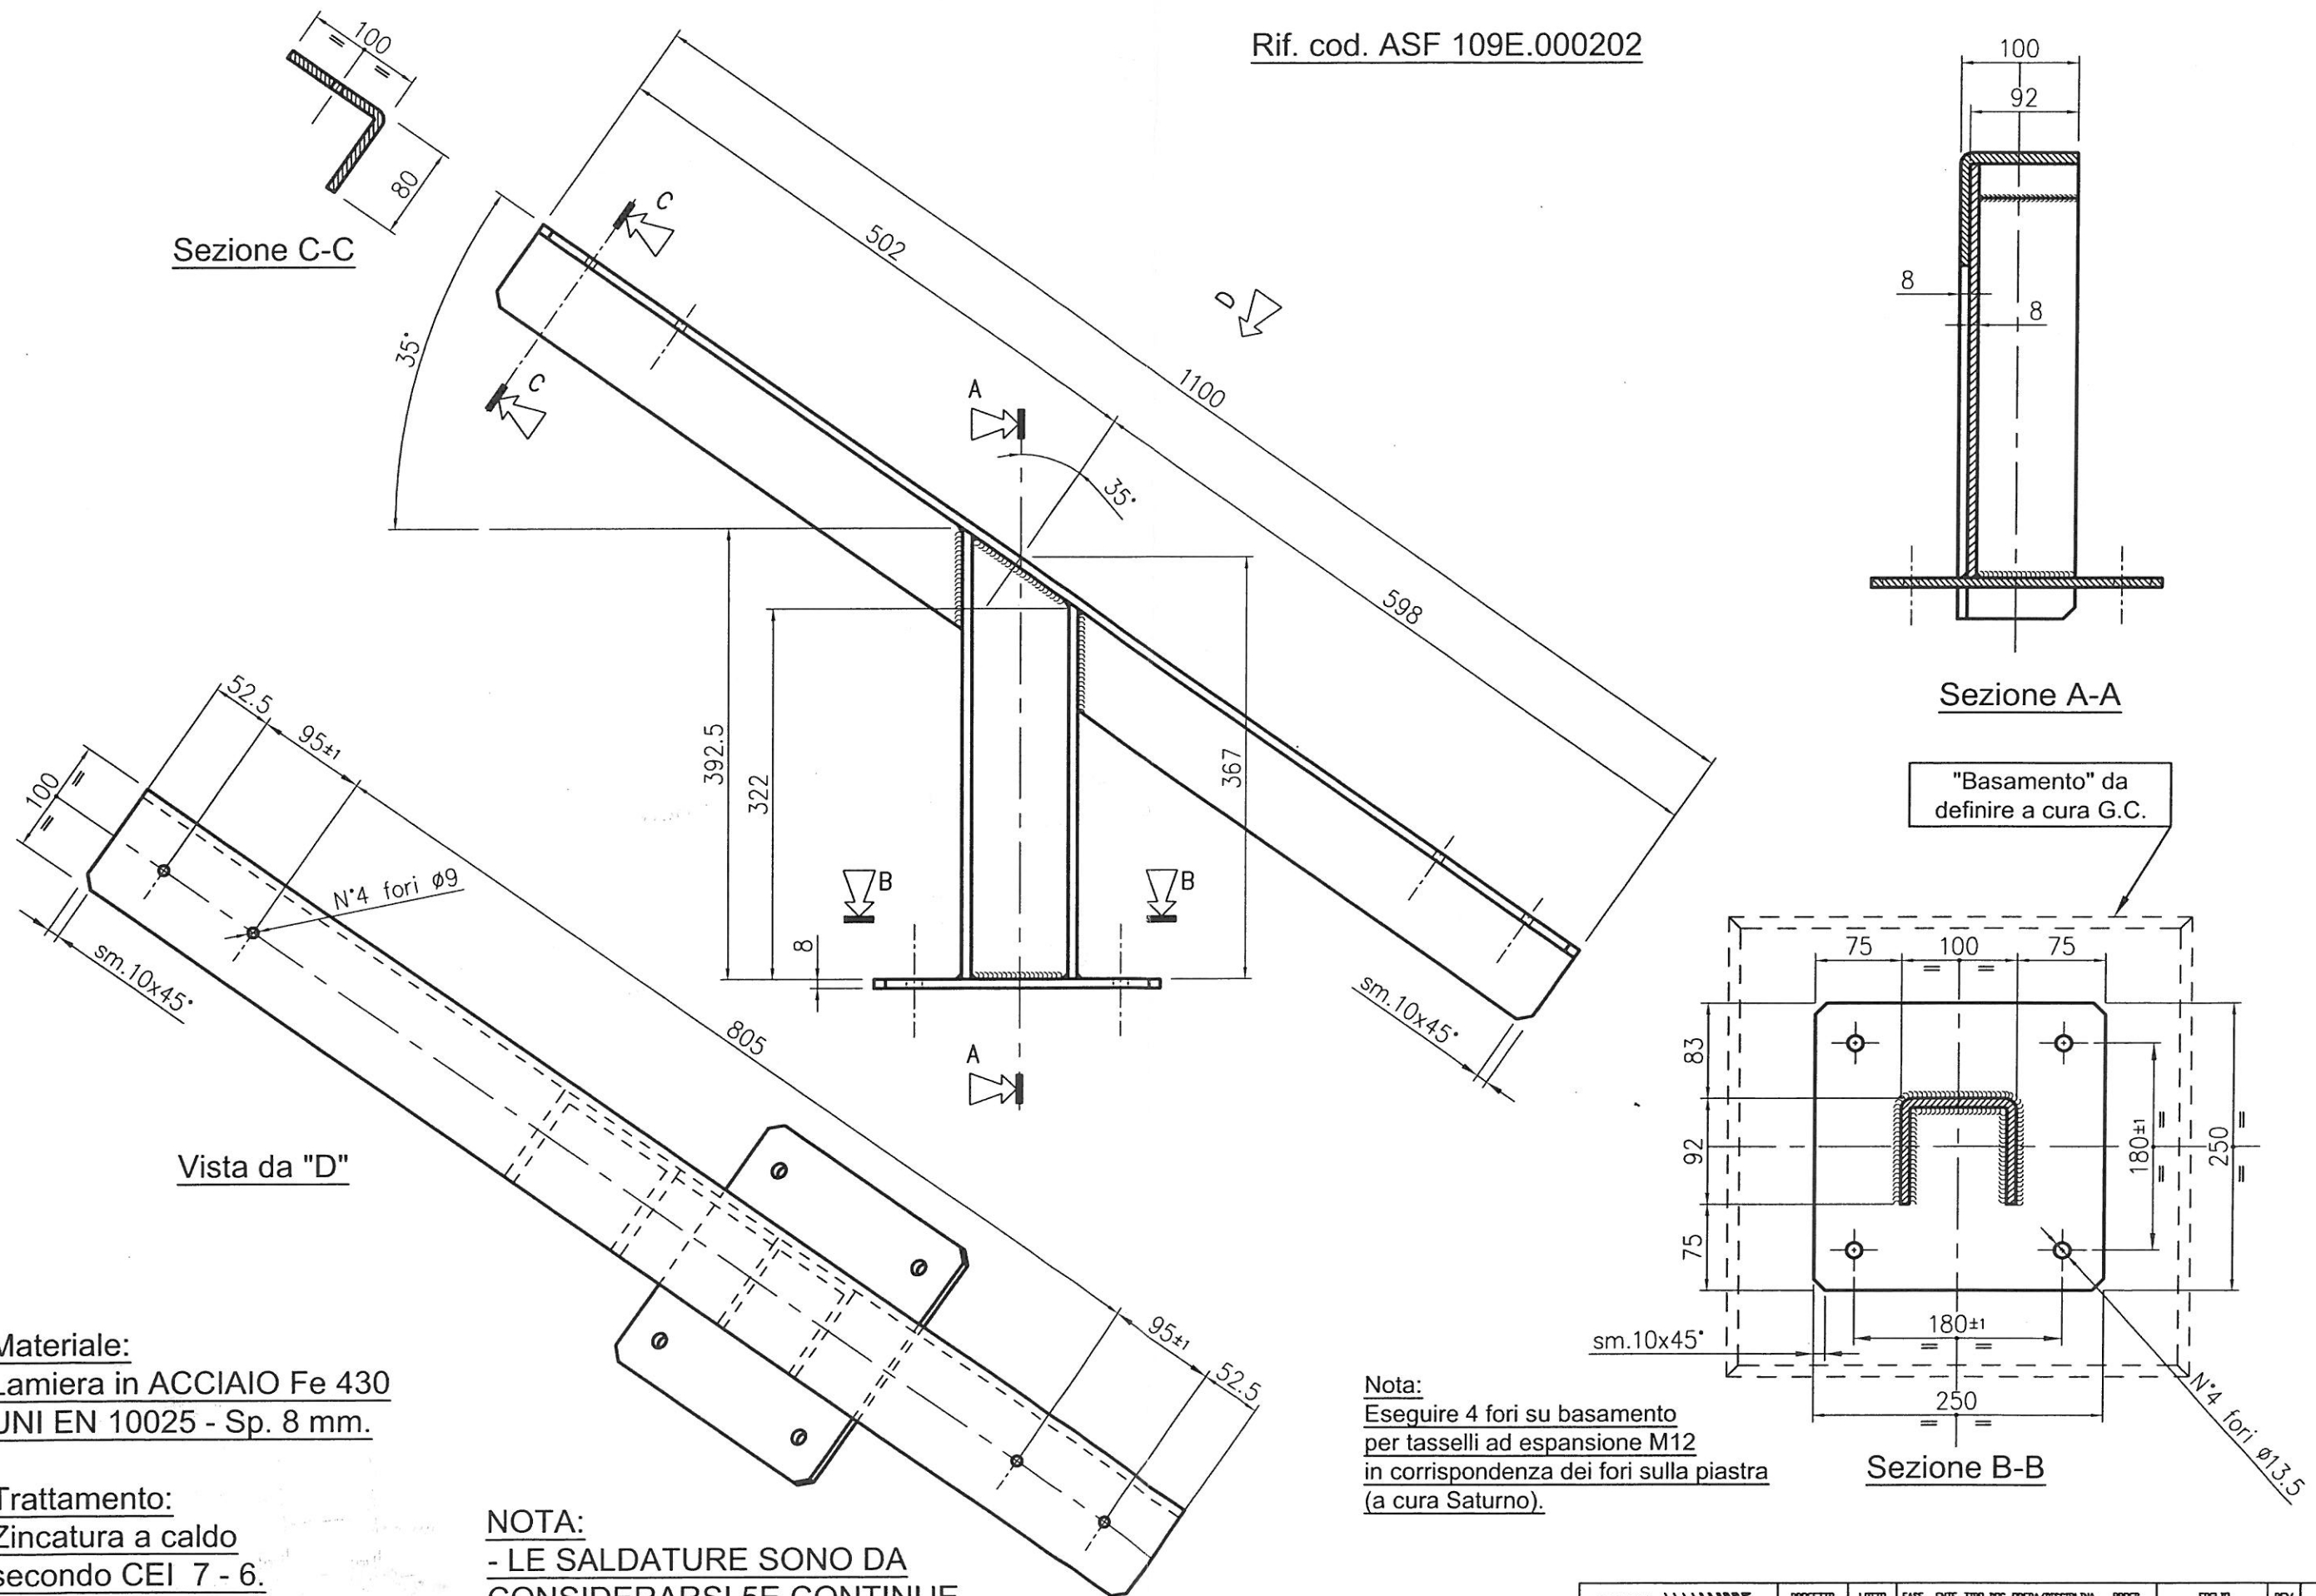 Rif. cod. ASF 109E.000202
100
=
=
80
Sezione C-C
35°
C
C
502
1100
598
D
A
35°
392.5
322
367
8
B
B
A
sm.10x45°
100
92
8
8
Sezione A-A
"Basamento" da
definire a cura G.C.
52.5
95±1
100
=
=
N°4 fori ø9
sm.10x45°
805
95±1
52.5
Vista da "D"
75
100
75
=
=
83
92
75
180±1
=
=
250
=
=
sm.10x45°
180±1
=
=
250
=
=
N°4 fori ø13.5
Sezione B-B
Nota:
Eseguire 4 fori su basamento
per tasselli ad espansione M12
in corrispondenza dei fori sulla piastra
(a cura Saturno).
Materiale:
Lamiera in ACCIAIO Fe 430
UNI EN 10025 - Sp. 8 mm.
Trattamento:
Zincatura a caldo
secondo CEI 7 - 6.
NOTA:
- LE SALDATURE SONO DA